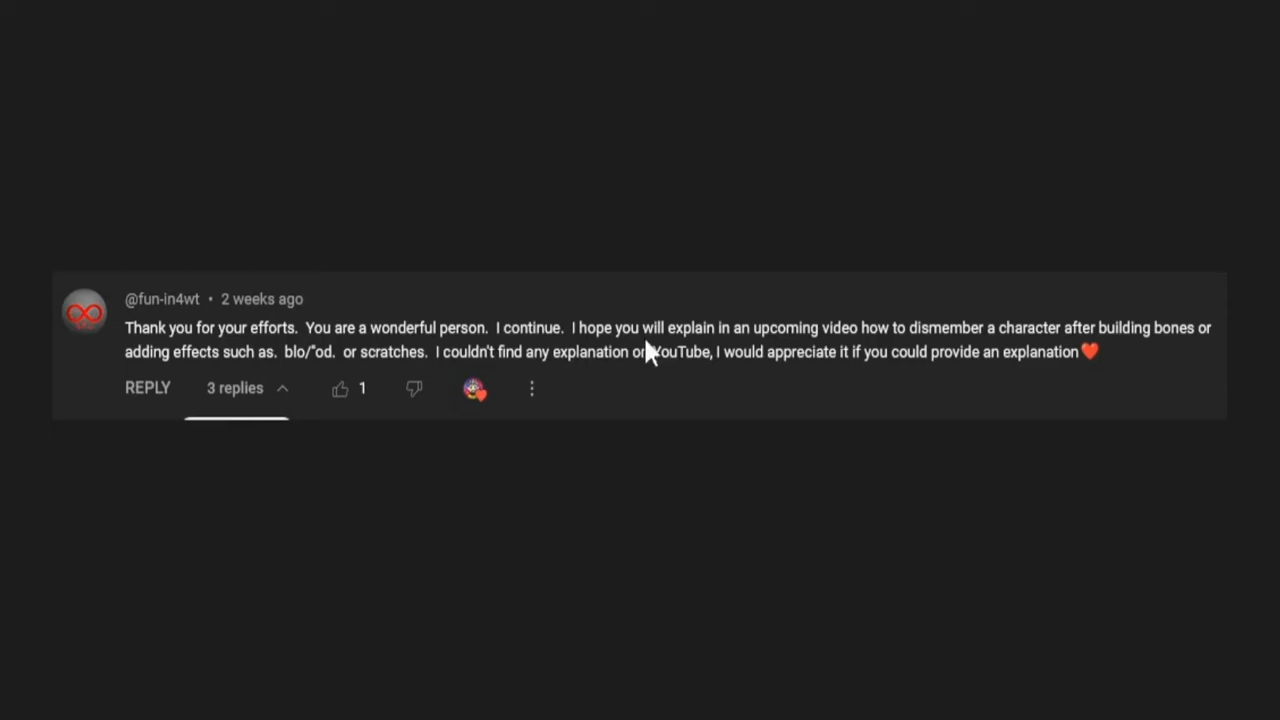 @fun-in4wt • 2 weeks ago
Thank you for your efforts. You are a wonderful person. I continue. I hope you will explain in an upcoming video how to dismember a character after building bones or
adding effects such as. blo/"od. or scratches. I couldn't find any explanation on YouTube, I would appreciate it if you could provide an explanation❤️
REPLY 3 replies 1